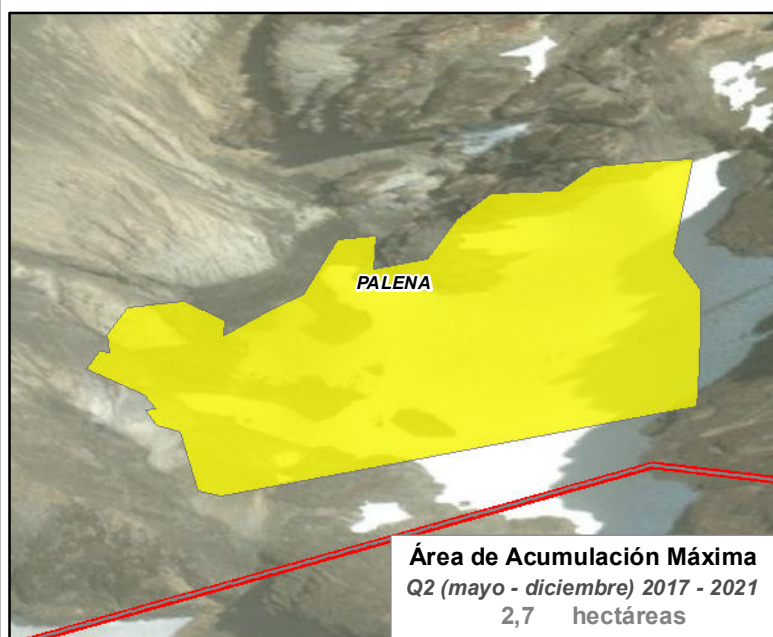 PALENA
Área de Acumulación Máxima
Q2 (mayo - diciembre) 2017 - 2021
2,7 hectáreas